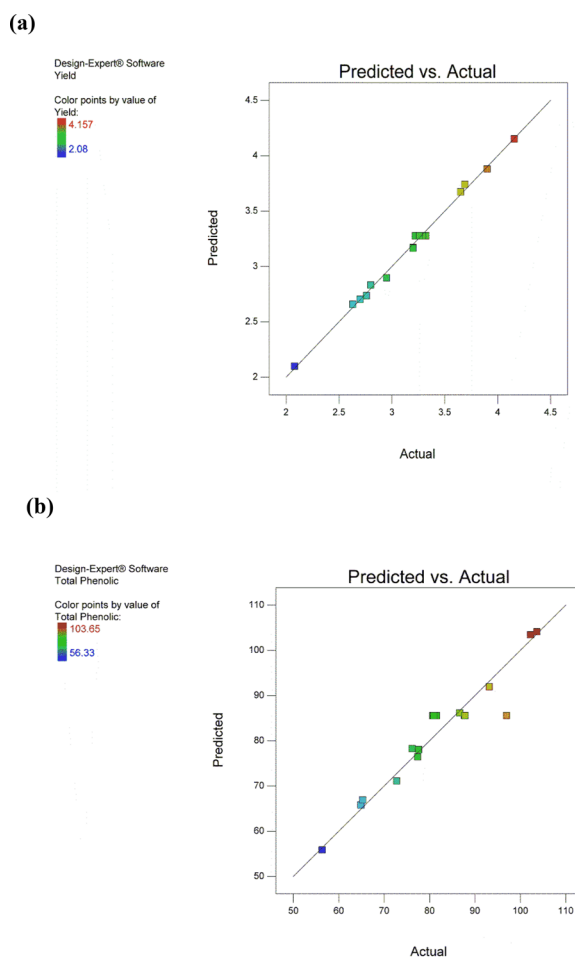 (a)
Design-Expert® Software
Yield
Color points by value of
Yield:
4.157
2.08
Predicted vs. Actual
Predicted
4.5
4
3.5
3
2.5
2
2 2.5 3 3.5 4 4.5
Actual
(b)
Design-Expert® Software
Total Phenolic
Color points by value of
Total Phenolic:
103.65
56.33
Predicted vs. Actual
Predicted
110
100
90
80
70
60
50
50 60 70 80 90 100 110
Actual